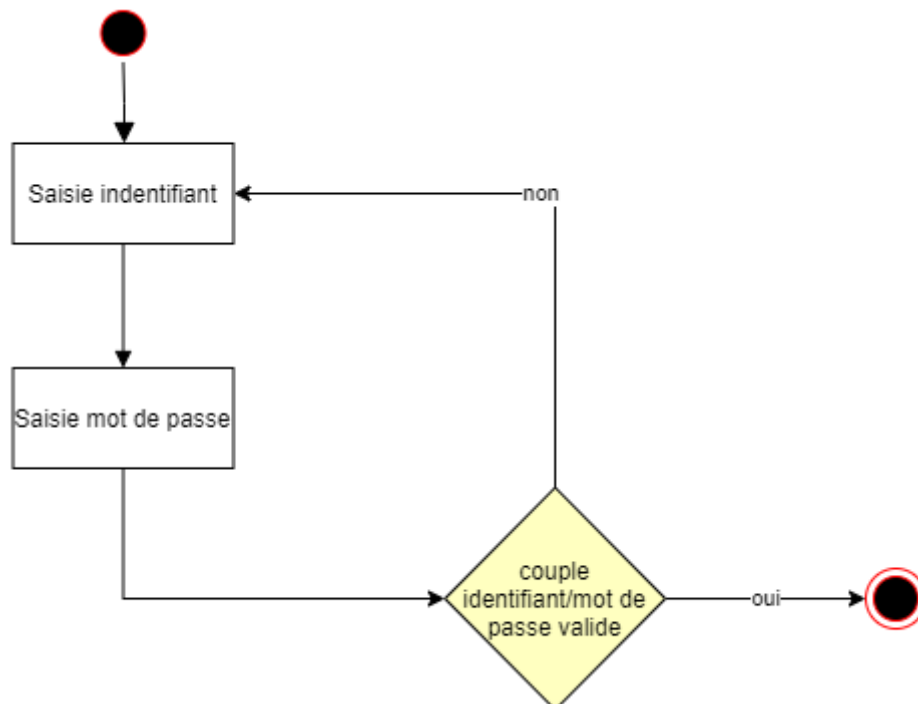 Saisie indentifiant
non
Saisie mot de passe
couple
identifiant/mot de
passe valide
oui